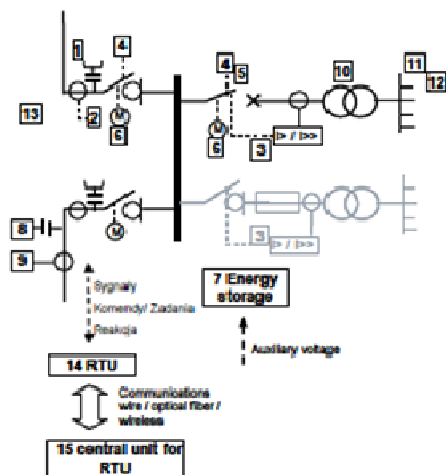 1
4
4
5
10
11
12
13
2
M
6
M
6
3
I> / I>>
8
M
3
I> / I>>
9
Sygnały
Komendy/ Żądania
Reakcja
7 Energy
storage
Auxiliary voltage
14 RTU
Communications
wire / optical fiber /
wireless
15 central unit for
RTU